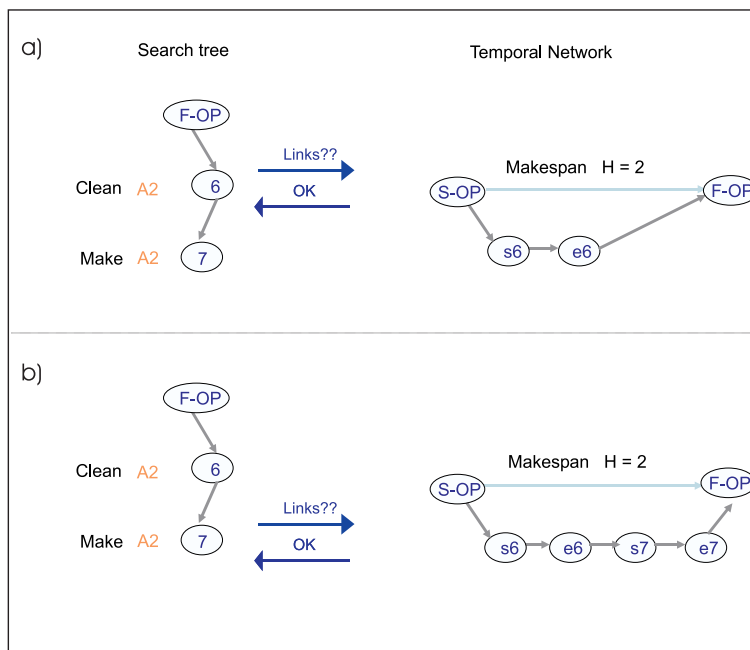 a)
Search tree
Temporal Network
F-OP
Links??
Makespan H = 2
Clean A2 6
OK
S-OP
F-OP
Make A2 7
s6
e6
b)
F-OP
Makespan H = 2
Clean A2 6
S-OP
F-OP
Links??
Make A2 7
OK
s6
e6
s7
e7